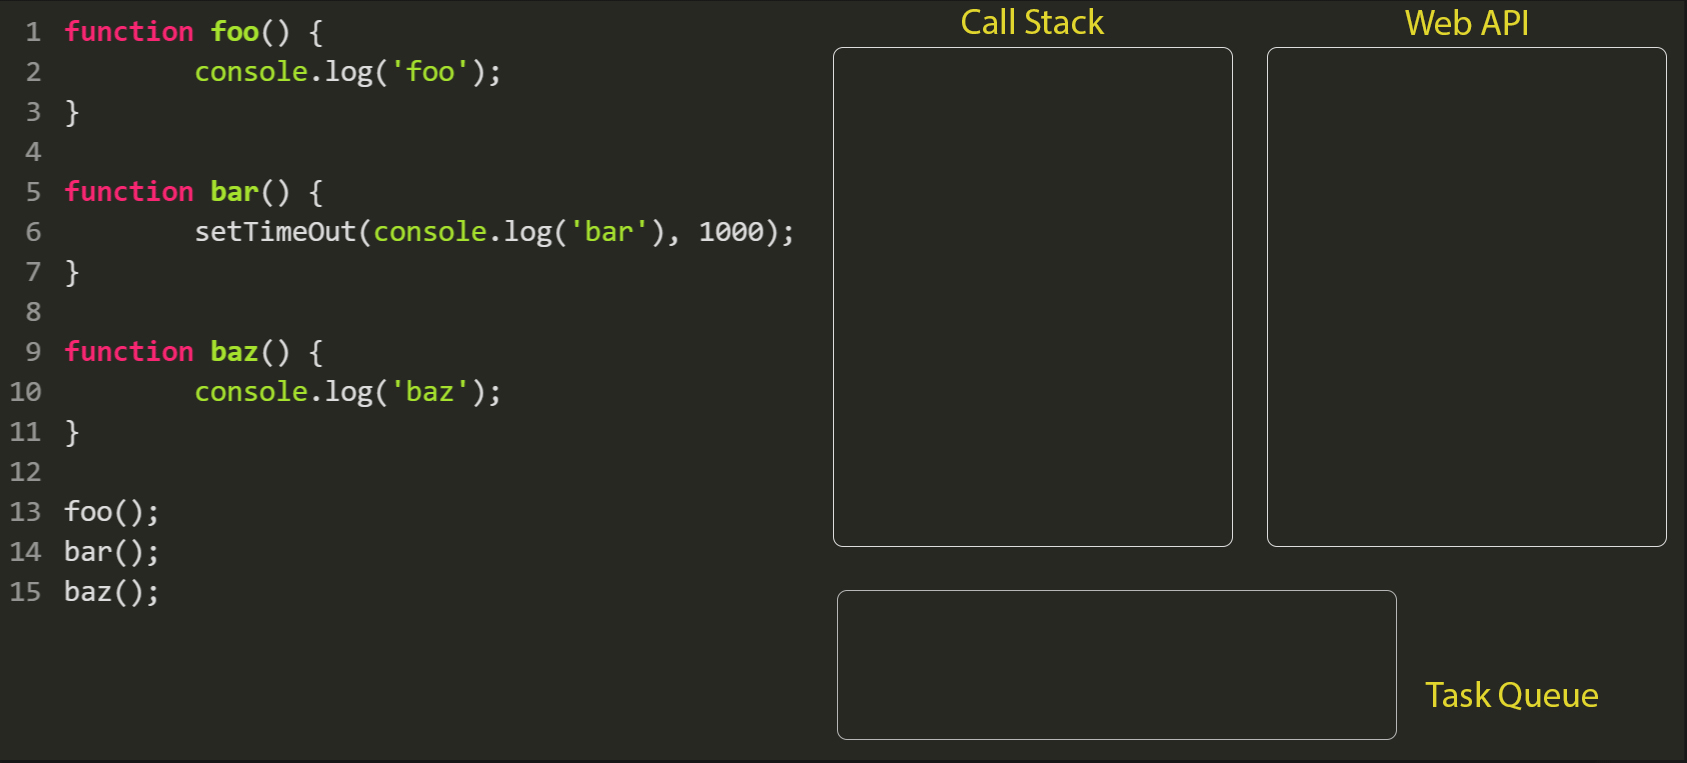 1 function foo() {
2 console.log('foo');
3 }
4
5 function bar() {
6 setTimeOut(console.log('bar'), 1000);
7 }
8
9 function baz() {
10 console.log('baz');
11 }
12
13 foo();
14 bar();
15 baz();
Call Stack
Web API
Task Queue